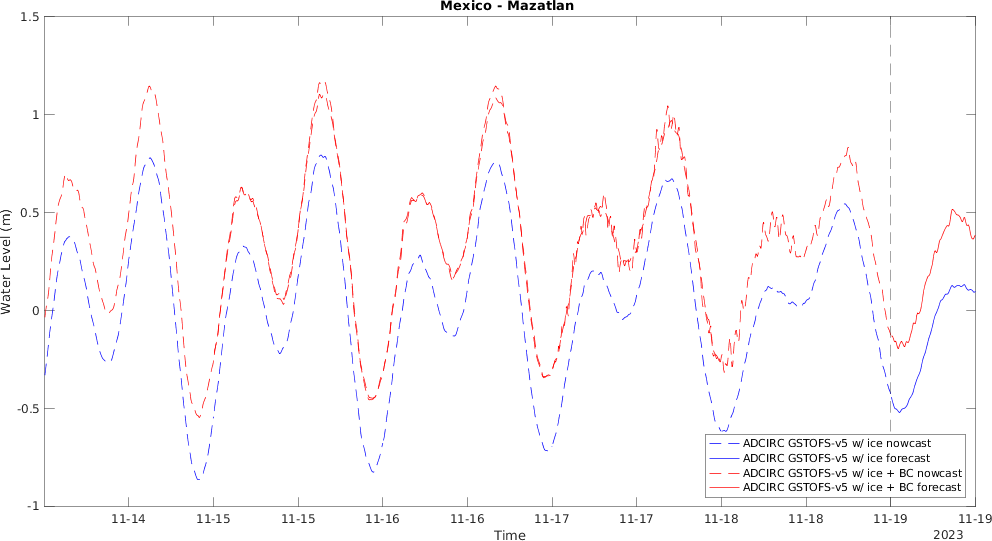 Mexico - Mazatlan
1.5
1
0.5
0
-0.5
-1
Water Level (m)
11-14
11-15
11-15
11-16
11-16
11-17
11-17
11-18
11-18
11-19
11-19
Time
2023
ADCIRC GSTOFS-v5 w/ ice nowcast
ADCIRC GSTOFS-v5 w/ ice forecast
ADCIRC GSTOFS-v5 w/ ice + BC nowcast
ADCIRC GSTOFS-v5 w/ ice + BC forecast